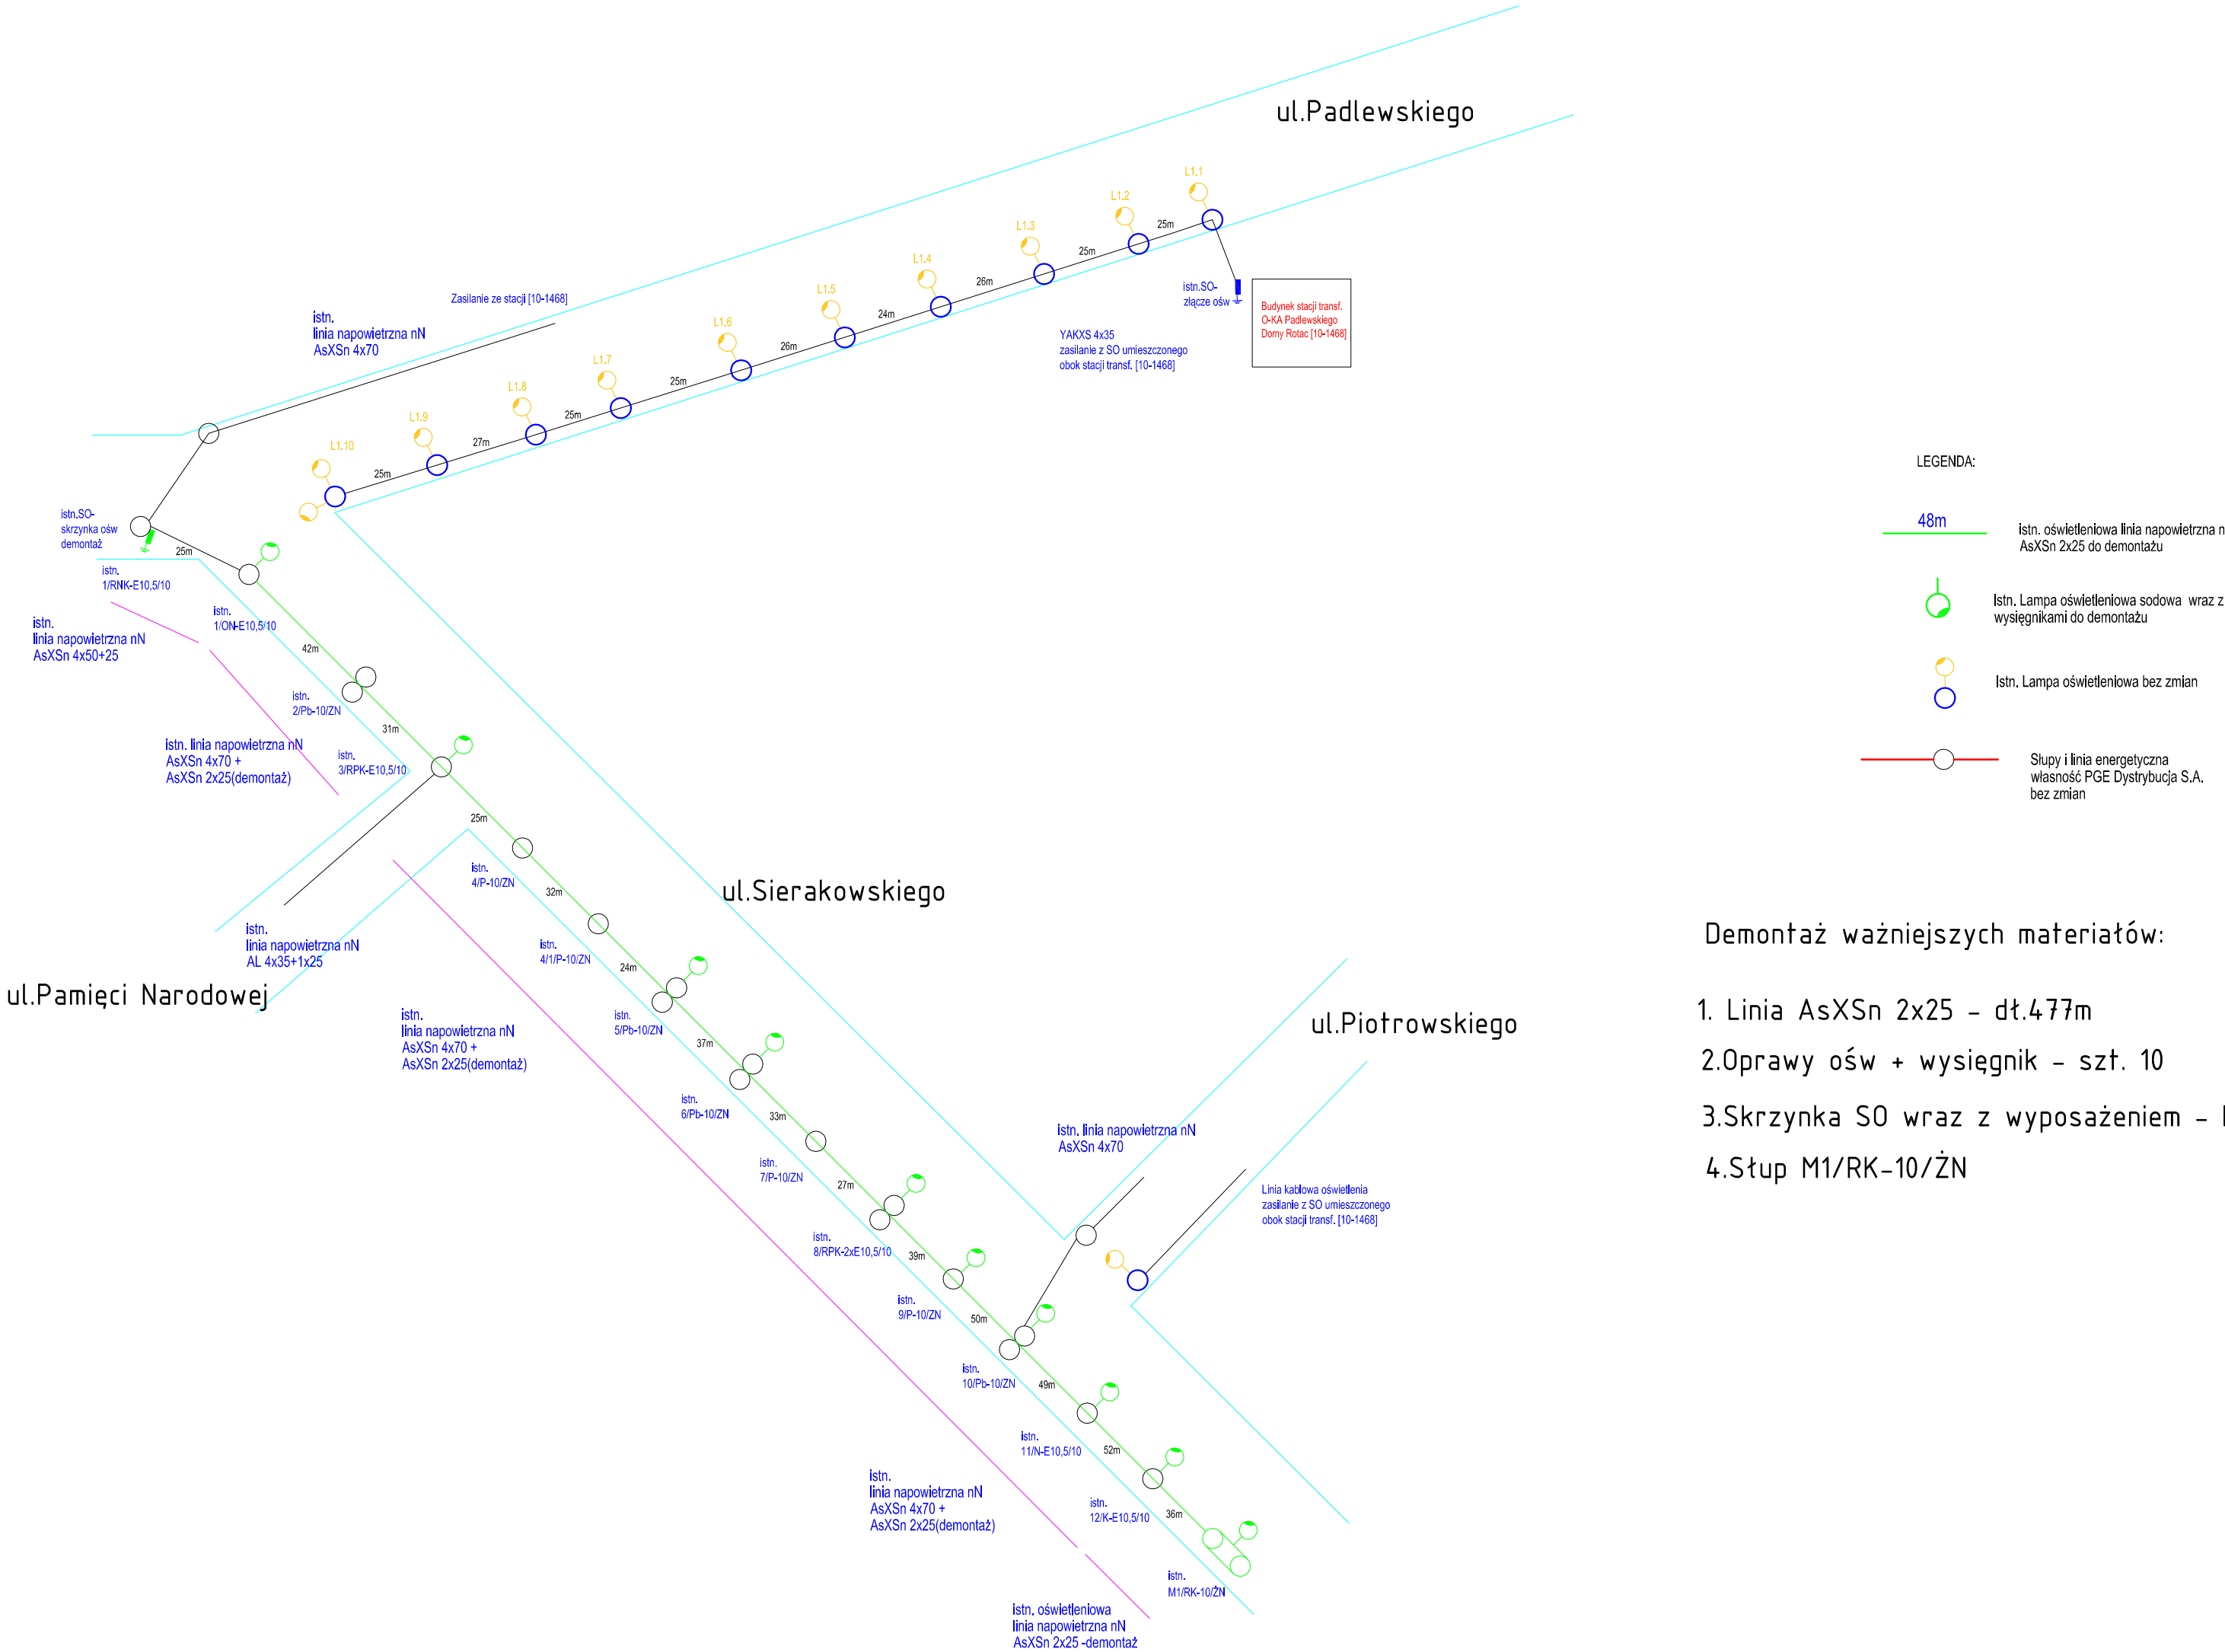 ul.Padlewskiego
L1.1
L1.2
L1.3
L1.4
L1.5
L1.6
L1.7
L1.8
L1.9
L1.10
25m
25m
26m
24m
26m
25m
25m
27m
25m
istn.SO-
złącze ośw
Budynek stacji transf.
O-KA Padlewskiego
Domy Rotac [10-1468]
YAKXS 4x35
zasilanie z SO umieszczonego
obok stacji transf. [10-1468]
Zasilanie ze stacji [10-1468]
istn.
linia napowietrzna nN
AsXSn 4x70
istn.SO-
skrzynka ośw
demontaż
25m
istn.
1/RNK-E10,5/10
istn.
1/ON-E10,5/10
istn.
linia napowietrzna nN
AsXSn 4x50+25
42m
istn.
2/Pb-10/ZN
31m
istn. linia napowietrzna nN
AsXSn 4x70 +
AsXSn 2x25(demontaż)
istn.
3/RPK-E10,5/10
25m
istn.
4/P-10/ZN
32m
ul.Sierakowskiego
istn.
linia napowietrzna nN
AL 4x35+1x25
ul.Pamięci Narodowej
istn.
4/1/P-10/ZN
24m
istn.
5/Pb-10/ZN
37m
istn.
linia napowietrzna nN
AsXSn 4x70 +
AsXSn 2x25(demontaż)
istn.
6/Pb-10/ZN
33m
istn.
7/P-10/ZN
27m
istn.
8/RPK-2xE10,5/10
39m
istn.
9/P-10/ZN
50m
ul.Piotrowskiego
istn. linia napowietrzna nN
AsXSn 4x70
Linia kablowa oświetlenia
zasilanie z SO umieszczonego
obok stacji transf. [10-1468]
istn.
10/Pb-10/ZN
49m
istn.
11/N-E10,5/10
52m
istn.
linia napowietrzna nN
AsXSn 4x70 +
AsXSn 2x25(demontaż)
istn.
12/K-E10,5/10
36m
istn.
M1/RK-10/ŻN
istn. oświetleniowa
linia napowietrzna nN
AsXSn 2x25 -demontaż
LEGENDA:
48m
istn. oświetleniowa linia napowietrzna n
AsXSn 2x25 do demontażu
Istn. Lampa oświetleniowa sodowa wraz z
wysięgnikami do demontażu
Istn. Lampa oświetleniowa bez zmian
Słupy i linia energetyczna
własność PGE Dystrybucja S.A.
bez zmian
Demontaż ważniejszych materiałów:
1. Linia AsXSn 2x25 - dł.477m
2.Oprawy ośw + wysięgnik - szt. 10
3.Skrzynka SO wraz z wyposażeniem -
4.Słup M1/RK-10/ŻN